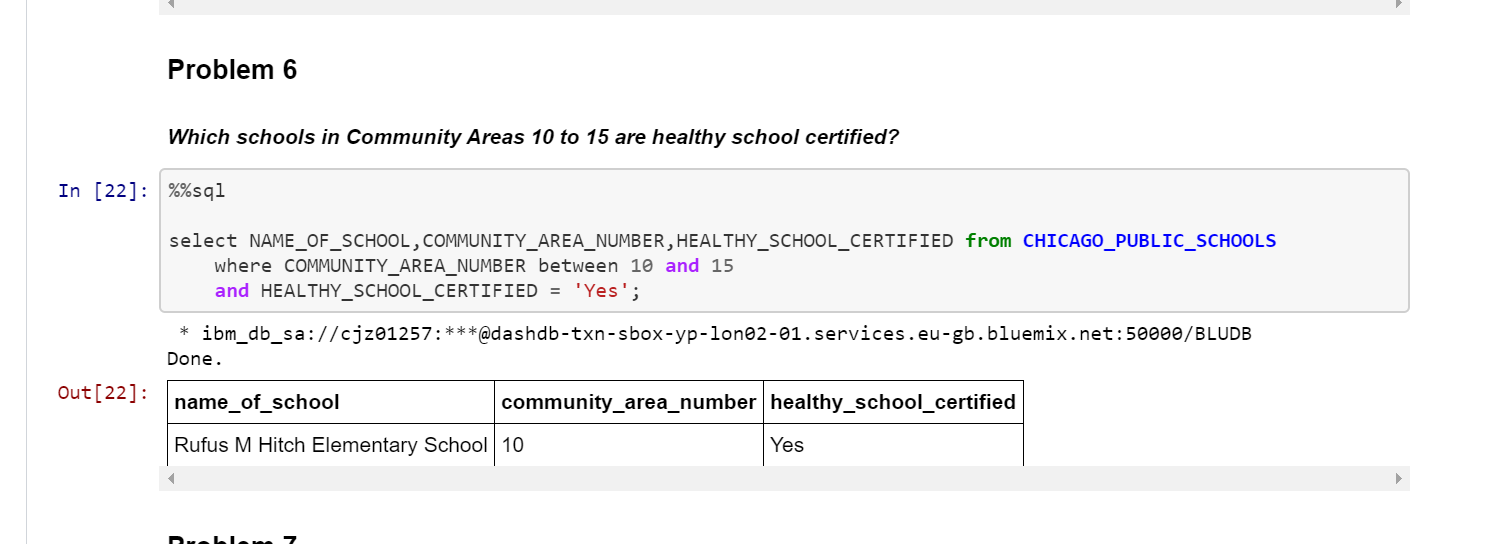 Problem 6
Which schools in Community Areas 10 to 15 are healthy school certified?
In [22]:
%%sql
select NAME_OF_SCHOOL,COMMUNITY_AREA_NUMBER,HEALTHY_SCHOOL_CERTIFIED from CHICAGO_PUBLIC_SCHOOLS
where COMMUNITY_AREA_NUMBER between 10 and 15
and HEALTHY_SCHOOL_CERTIFIED = 'Yes';
* ibm_db_sa://cjz01257:***@dashdb-txn-sbox-yp-lon02-01.services.eu-gb.bluemix.net:50000/BLUDB
Done.
Out[22]:
name_of_school community_area_number healthy_school_certified
Rufus M Hitch Elementary School 10 Yes
Problem 7